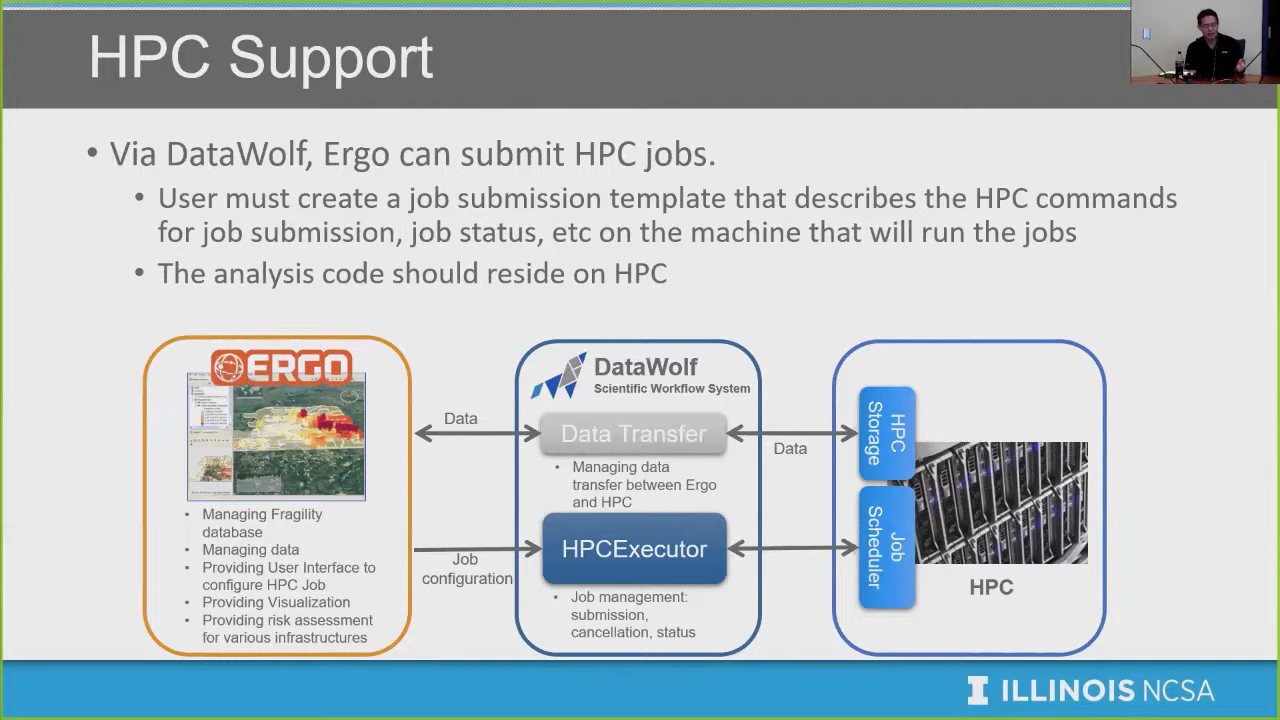 HPC Support
• Via DataWolf, Ergo can submit HPC jobs.
• User must create a job submission template that describes the HPC commands
for job submission, job status, etc on the machine that will run the jobs
• The analysis code should reside on HPC
ERGO
• Managing Fragility
database
• Managing data
• Providing User Interface to
configure HPC Job
• Providing Visualization
• Providing risk assessment
for various infrastructures
Data
Job
configuration
DataWolf
Scientific Workflow System
Data Transfer
• Managing data
transfer between Ergo
and HPC
HPCExecutor
• Job management:
submission,
cancellation, status
Data
HPC
Storage
Job
Scheduler
HPC
I ILLINOIS NCSA